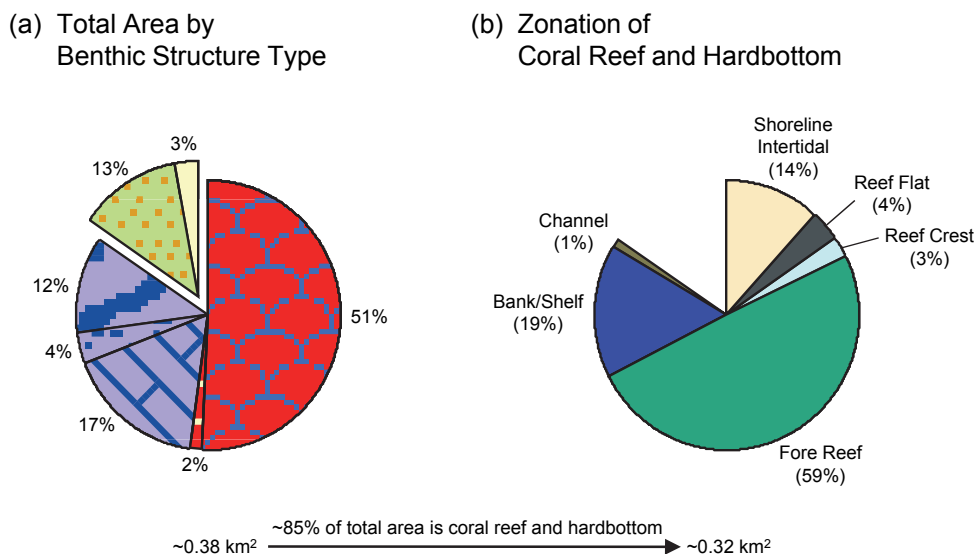 (a) Total Area by
Benthic Structure Type
3%
13%
12%
4%
17%
2%
51%
(b) Zonation of
Coral Reef and Hardbottom
Shoreline
Intertidal
(14%)
Reef Flat
(4%)
Reef Crest
(3%)
Channel
(1%)
Bank/Shelf
(19%)
Fore Reef
(59%)
~85% of total area is coral reef and hardbottom
~0.38 km²
~0.32 km²